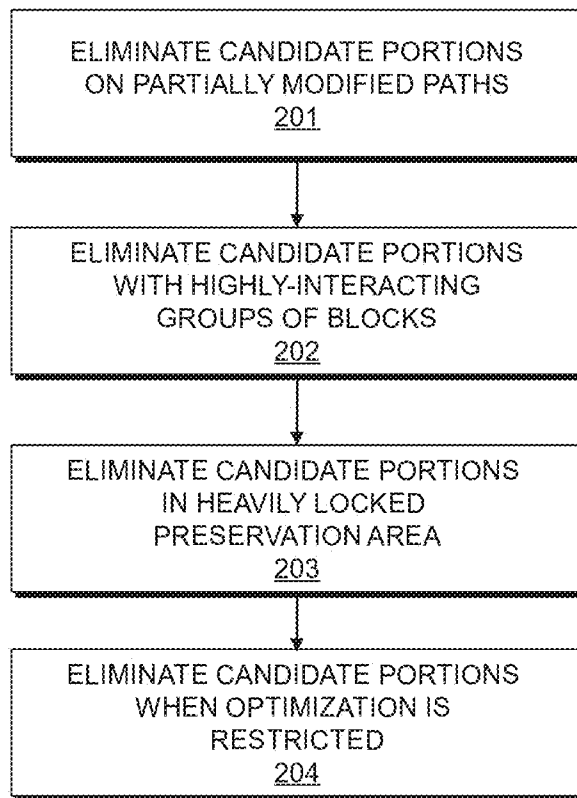 ELIMINATE CANDIDATE PORTIONS
ON PARTIALLY MODIFIED PATHS
201
ELIMINATE CANDIDATE PORTIONS
WITH HIGHLY-INTERACTING
GROUPS OF BLOCKS
202
ELIMINATE CANDIDATE PORTIONS
IN HEAVILY LOCKED
PRESERVATION AREA
203
ELIMINATE CANDIDATE PORTIONS
WHEN OPTIMIZATION IS
RESTRICTED
204